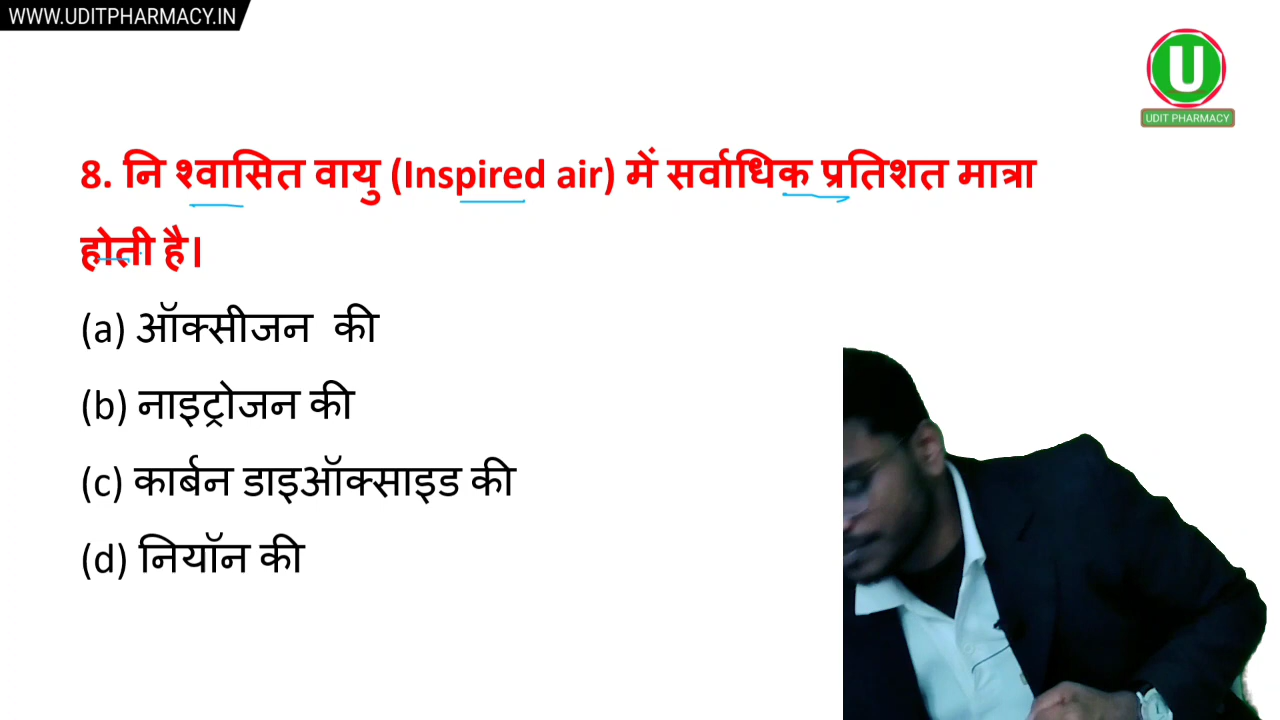 WWW.UDITPHARMACY.IN
U
UDIT PHARMACY
8. नि श्वासित वायु (Inspired air) में सर्वाधिक प्रतिशत मात्रा
होती है।
(a) ऑक्सीजन की
(b) नाइट्रोजन की
(c) कार्बन डाइऑक्साइड की
(d) नियॉन की